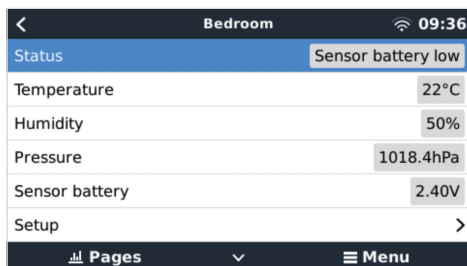 Bedroom 09:36
Status Sensor battery low
Temperature 22°C
Humidity 50%
Pressure 1018.4hPa
Sensor battery 2.40V
Setup
Pages Menu